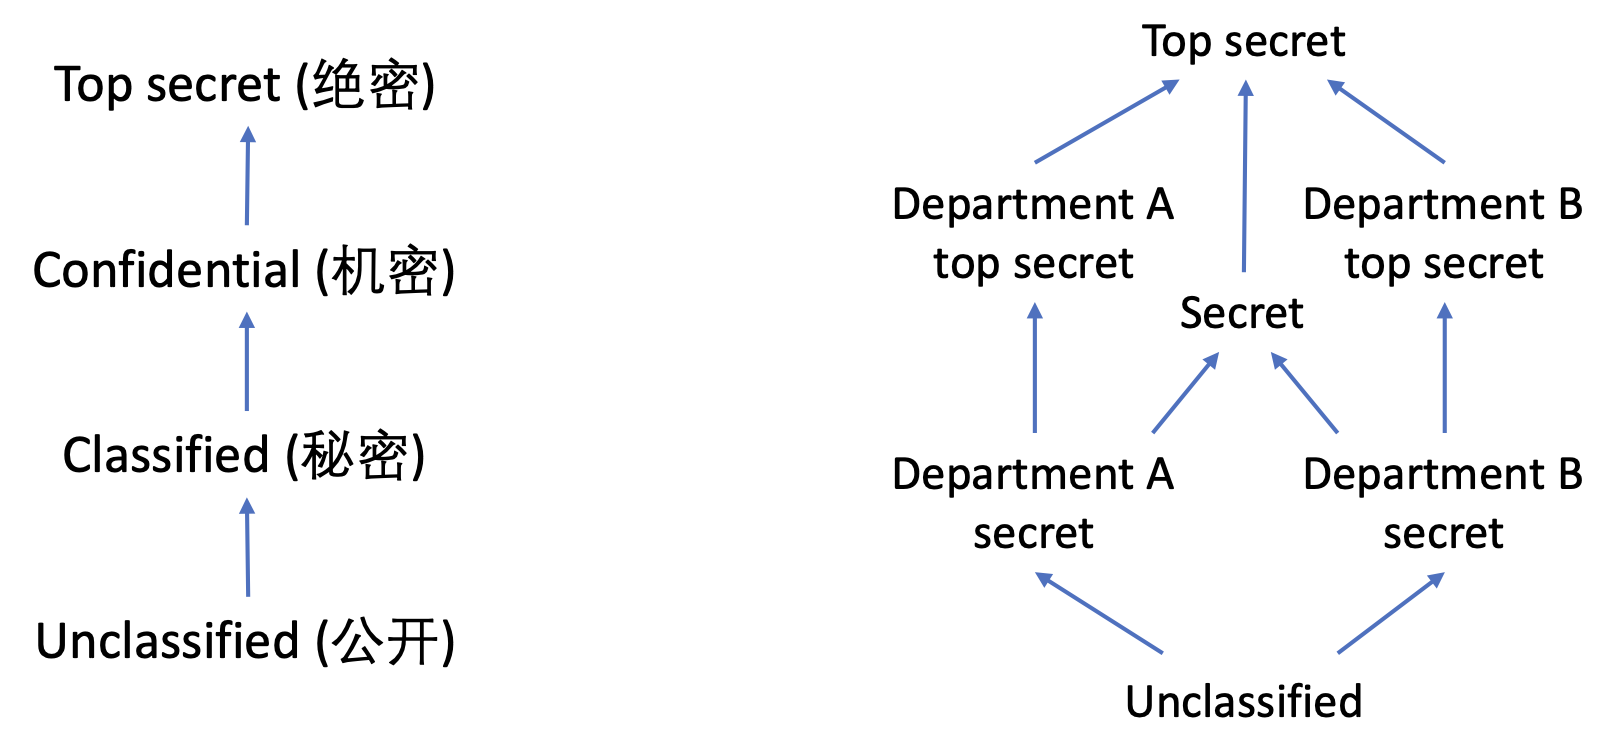 Top secret (绝密)
Confidential (机密)
Classified (秘密)
Unclassified (公开)
Top secret
Department A
top secret
Department B
top secret
Secret
Department A
secret
Department B
secret
Unclassified